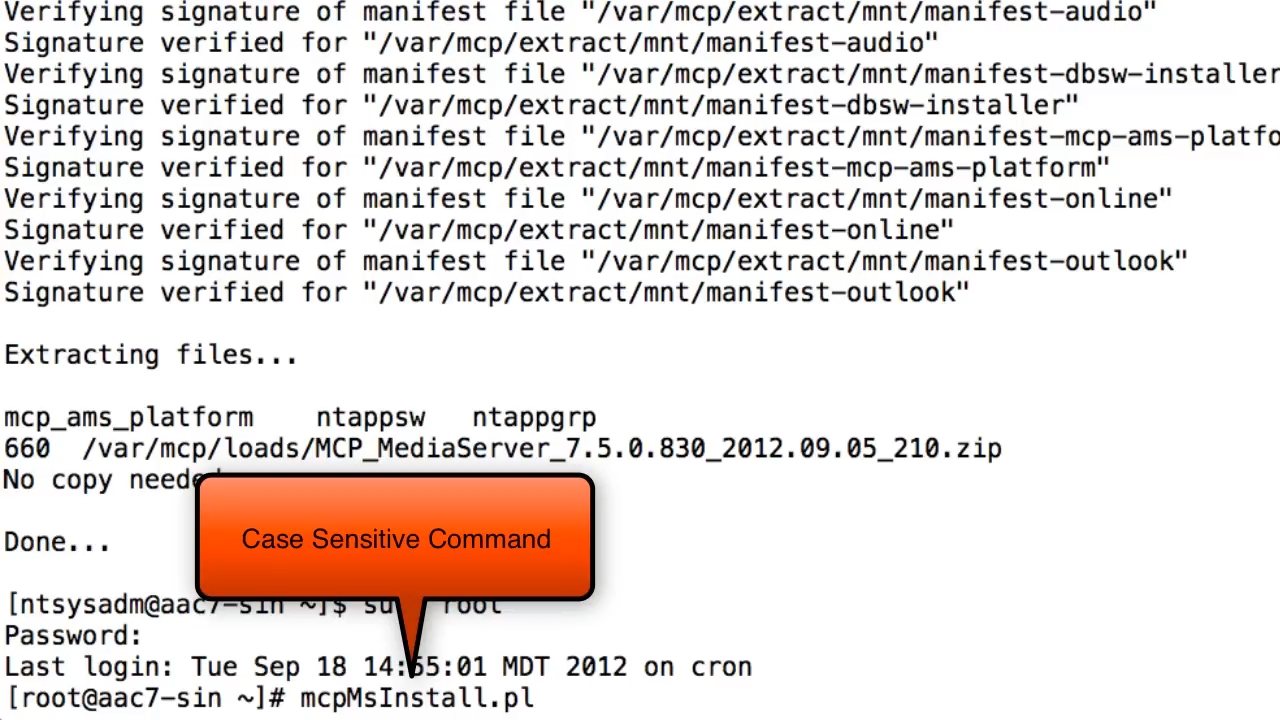 Verifying signature of manifest file "/var/mcp/extract/mnt/manifest-audio"
Signature verified for "/var/mcp/extract/mnt/manifest-audio"
Verifying signature of manifest file "/var/mcp/extract/mnt/manifest-dbsw-installer
Signature verified for "/var/mcp/extract/mnt/manifest-dbsw-installer"
Verifying signature of manifest file "/var/mcp/extract/mnt/manifest-mcp-ams-platfo
Signature verified for "/var/mcp/extract/mnt/manifest-mcp-ams-platform"
Verifying signature of manifest file "/var/mcp/extract/mnt/manifest-online"
Signature verified for "/var/mcp/extract/mnt/manifest-online"
Verifying signature of manifest file "/var/mcp/extract/mnt/manifest-outlook"
Signature verified for "/var/mcp/extract/mnt/manifest-outlook"
Extracting files...
mcp_ams_platform    ntappsw   ntappgrp
660  /var/mcp/loads/MCP_MediaServer_7.5.0.830_2012.09.05_210.zip
No copy needed
Done...
Case Sensitive Command
[ntsysadm@aac7-sin ~]$ su root
Password:
Last login: Tue Sep 18 14:55:01 MDT 2012 on cron
[root@aac7-sin ~]# mcpMsInstall.pl